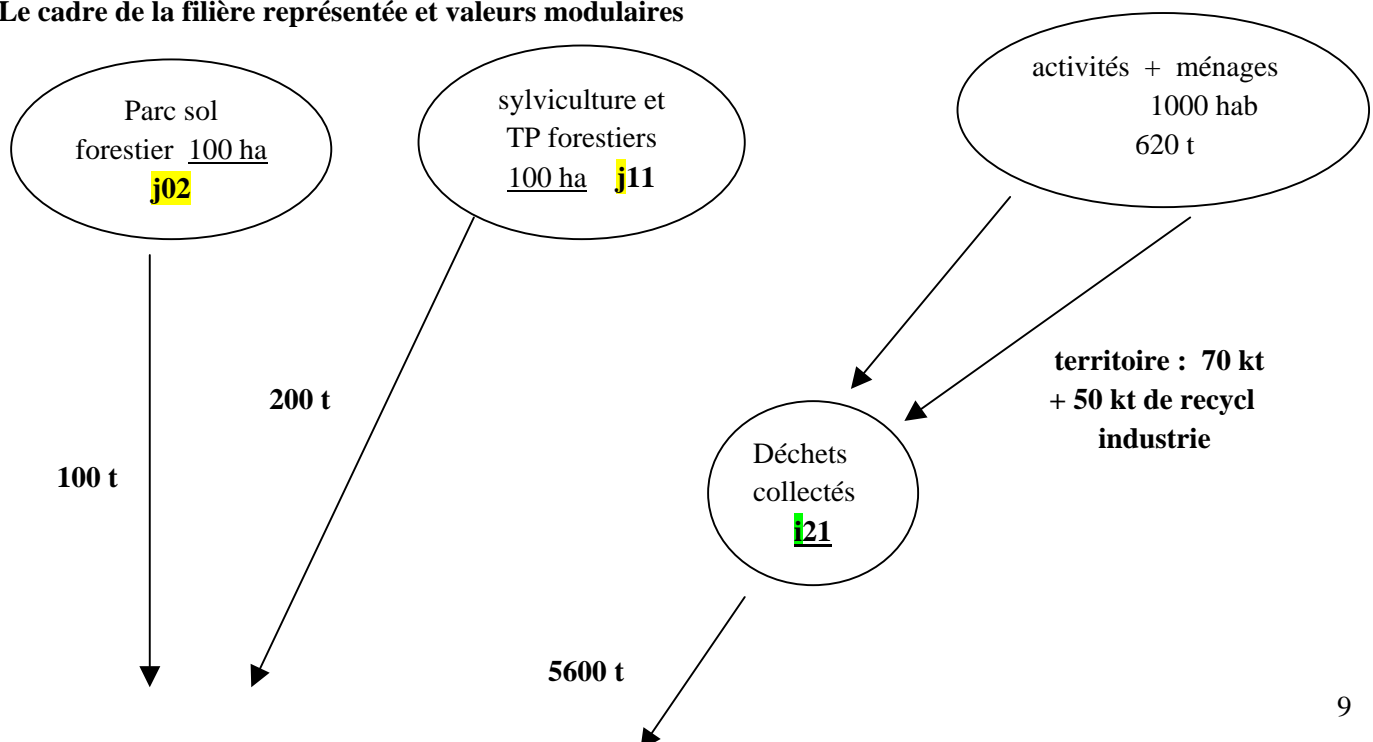 Le cadre de la filière représentée et valeurs modulaires
Parc sol
forestier 100 ha
j02
sylviculture et
TP forestiers
100 ha j11
activités + ménages
1000 hab
620 t
territoire : 70 kt
+ 50 kt de recycl
industrie
200 t
100 t
Déchets
collectés
i21
5600 t
9